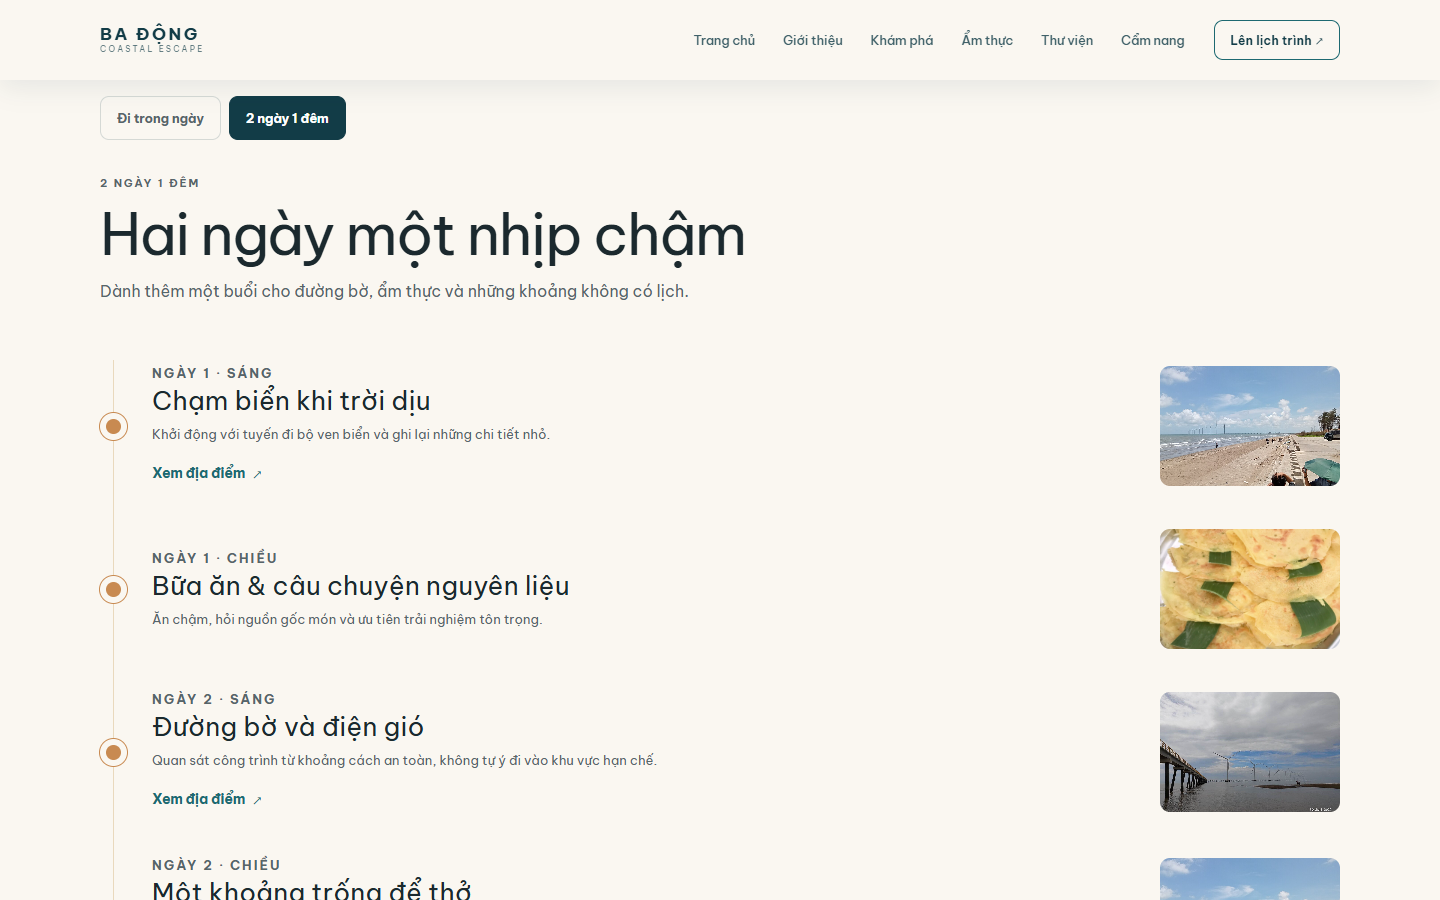 BA ĐỘNG
COASTAL ESCAPE
Trang chủ
Giới thiệu
Khám phá
Ẩm thực
Thư viện
Cẩm nang
Lên lịch trình ↗
Đi trong ngày
2 ngày 1 đêm
2 NGÀY 1 ĐÊM
Hai ngày một nhịp chậm
Dành thêm một buổi cho đường bờ, ẩm thực và những khoảng không có lịch.
NGÀY 1 · SÁNG
Chạm biển khi trời dịu
Khởi động với tuyến đi bộ ven biển và ghi lại những chi tiết nhỏ.
Xem địa điểm ↗
NGÀY 1 · CHIỀU
Bữa ăn & câu chuyện nguyên liệu
Ăn chậm, hỏi nguồn gốc món và ưu tiên trải nghiệm tôn trọng.
NGÀY 2 · SÁNG
Đường bờ và điện gió
Quan sát công trình từ khoảng cách an toàn, không tự ý đi vào khu vực hạn chế.
Xem địa điểm ↗
NGÀY 2 · CHIỀU
Một khoảng trống để thở